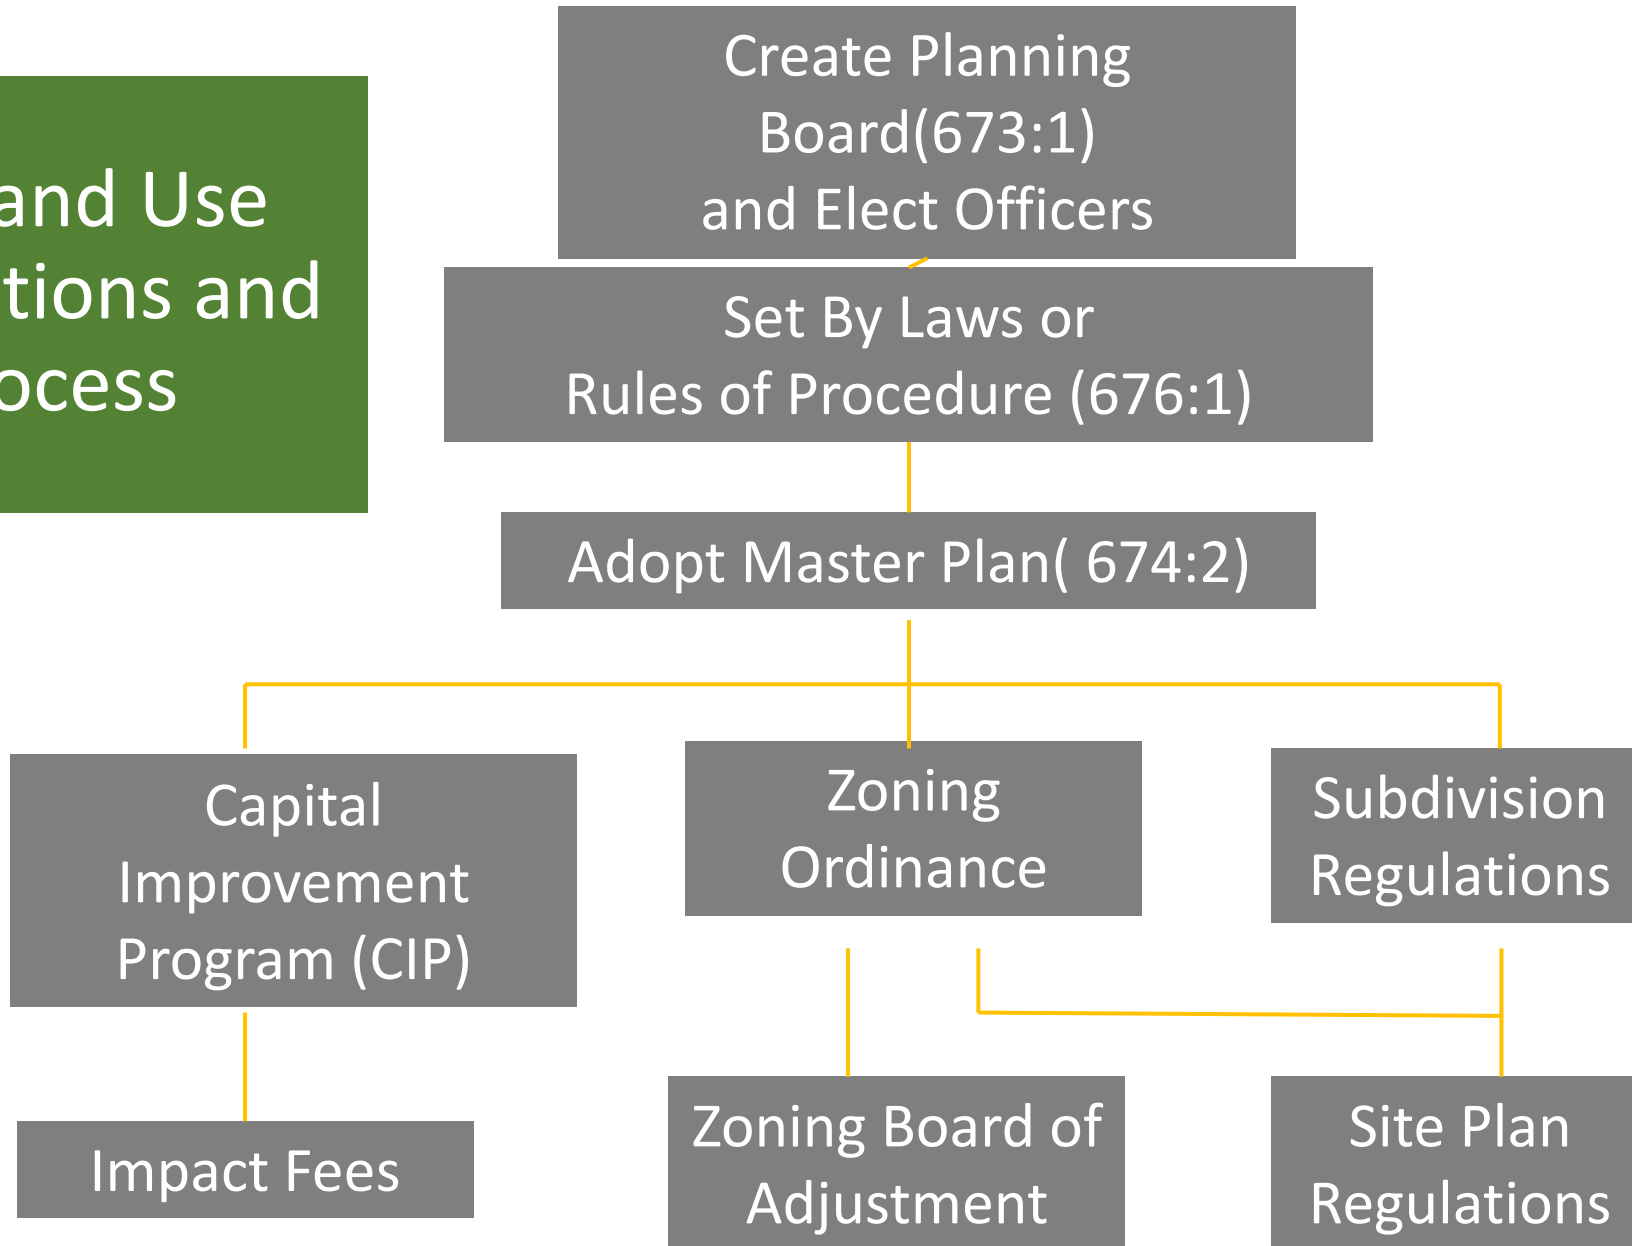 and Use
tions and
ocess
Create Planning
Board(673:1)
and Elect Officers
Set By Laws or
Rules of Procedure (676:1)
Adopt Master Plan( 674:2)
Capital
Improvement
Program (CIP)
Zoning
Ordinance
Subdivision
Regulations
Impact Fees
Zoning Board of
Adjustment
Site Plan
Regulations